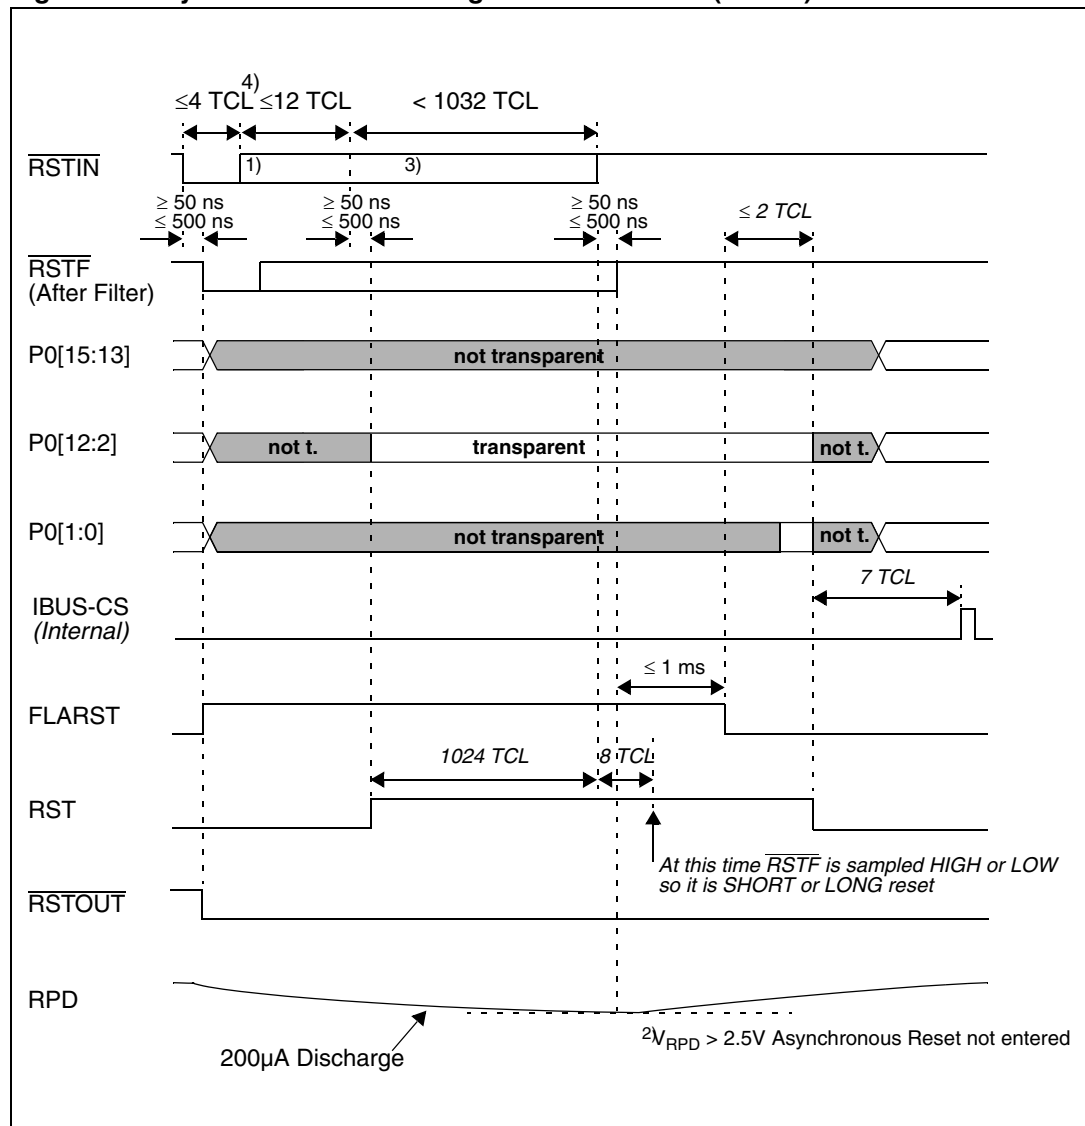 4)
≤4 TCL ≤12 TCL < 1032 TCL
RSTIN 1) 3)
≥ 50 ns ≥ 50 ns ≥ 50 ns
≤ 500 ns ≤ 500 ns ≤ 500 ns ≤ 2 TCL
RSTF
(After Filter)
P0[15:13] not transparent
P0[12:2] not t. transparent not t.
P0[1:0] not transparent not t.
7 TCL
IBUS-CS
(Internal)
≤ 1 ms
FLARST
1024 TCL 8 TCL
RST
At this time RSTF is sampled HIGH or LOW
so it is SHORT or LONG reset
RSTOUT
RPD
2)VRPD > 2.5V Asynchronous Reset not entered
200µA Discharge